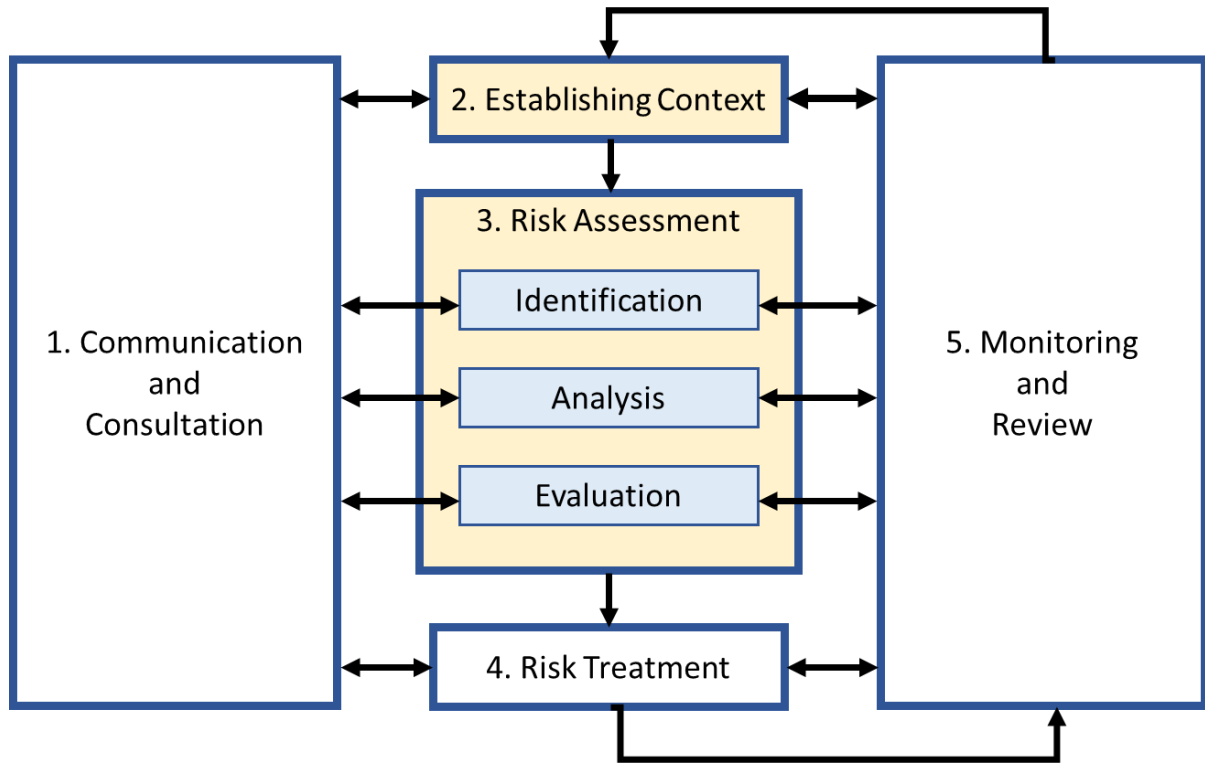 1. Communication
and
Consultation
2. Establishing Context
3. Risk Assessment
Identification
Analysis
Evaluation
4. Risk Treatment
5. Monitoring
and
Review